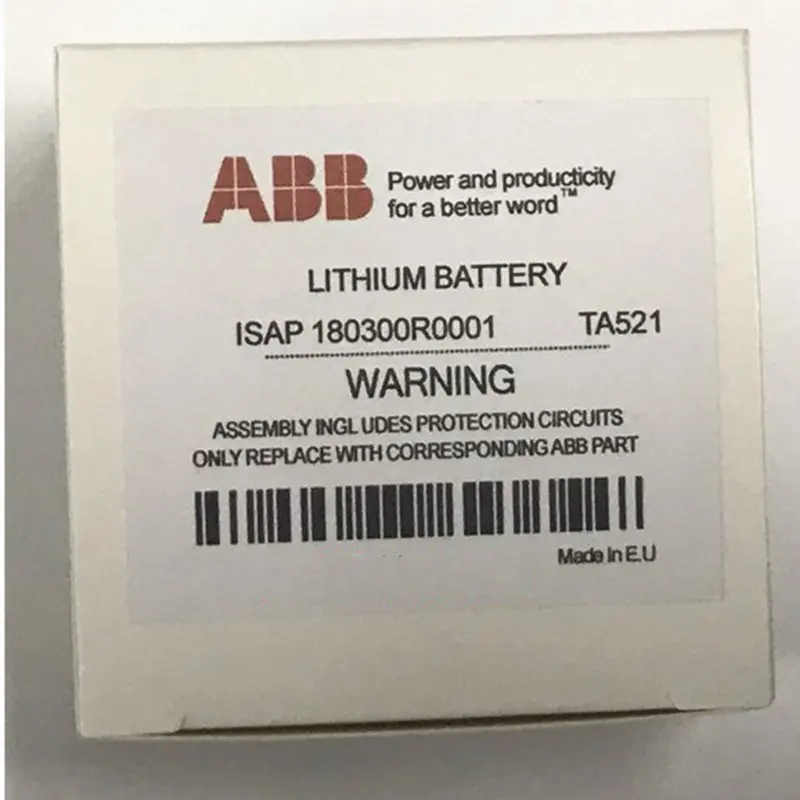 ABB
Power and producticity
for a better word™
LITHIUM BATTERY
ISAP 180300R0001 TA521
WARNING
ASSEMBLY INGL UDES PROTECTION CIRCUITS
ONLY REPLACE WITH CORRESPONDING ABB PART
Made In E.U